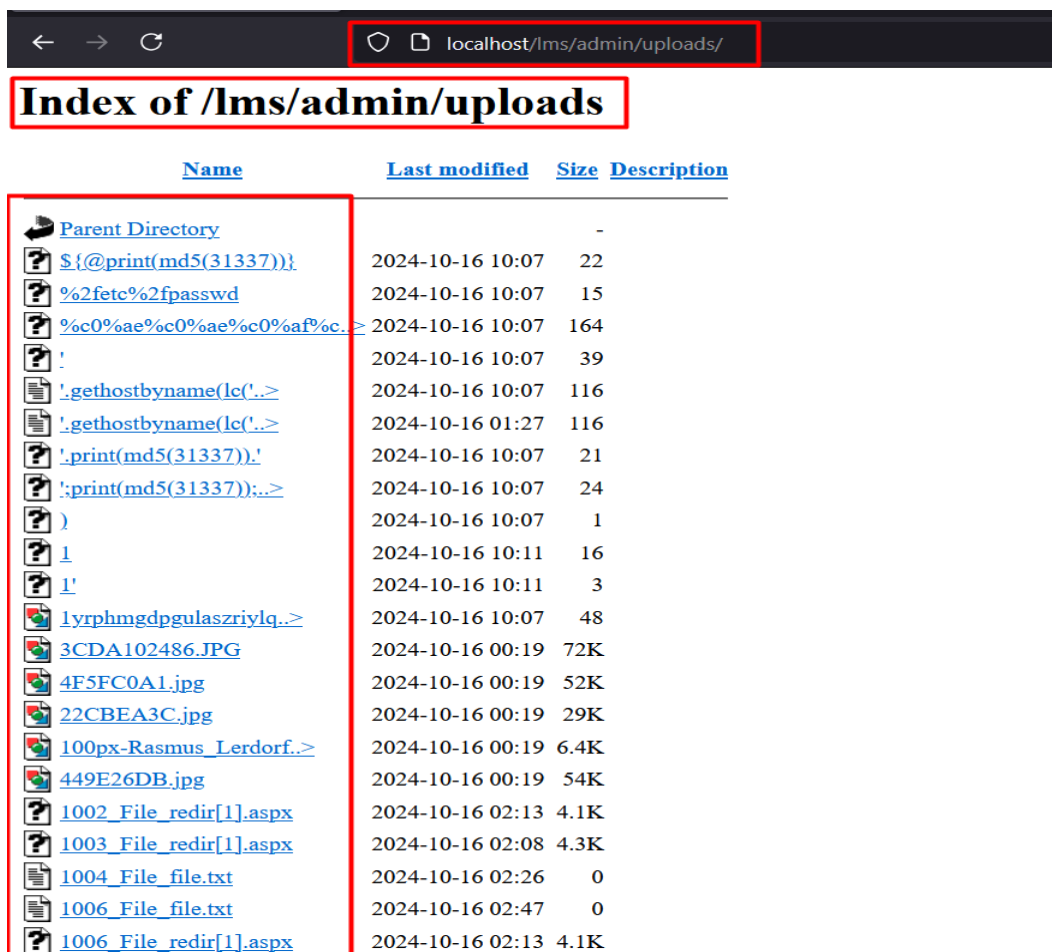 localhost/lms/admin/uploads/
Index of /lms/admin/uploads
Name Last modified Size Description
Parent Directory -
${@print(md5(31337))} 2024-10-16 10:07 22
%2fetc%2fpasswd 2024-10-16 10:07 15
%c0%ae%c0%ae%c0%af%c..> 2024-10-16 10:07 164
' 2024-10-16 10:07 39
'.gethostbyname(lc('..> 2024-10-16 10:07 116
'.gethostbyname(lc('..> 2024-10-16 01:27 116
'.print(md5(31337)).' 2024-10-16 10:07 21
';print(md5(31337));..> 2024-10-16 10:07 24
) 2024-10-16 10:07 1
1 2024-10-16 10:11 16
1' 2024-10-16 10:11 3
1yrphmgdpgulaszriylq..> 2024-10-16 10:07 48
3CDA102486.JPG 2024-10-16 00:19 72K
4F5FC0A1.jpg 2024-10-16 00:19 52K
22CBEA3C.jpg 2024-10-16 00:19 29K
100px-Rasmus_Lerdorf..> 2024-10-16 00:19 6.4K
449E26DB.jpg 2024-10-16 00:19 54K
1002_File_redir[1].aspx 2024-10-16 02:13 4.1K
1003_File_redir[1].aspx 2024-10-16 02:08 4.3K
1004_File_file.txt 2024-10-16 02:26 0
1006_File_file.txt 2024-10-16 02:47 0
1006_File_redir[1].aspx 2024-10-16 02:13 4.1K